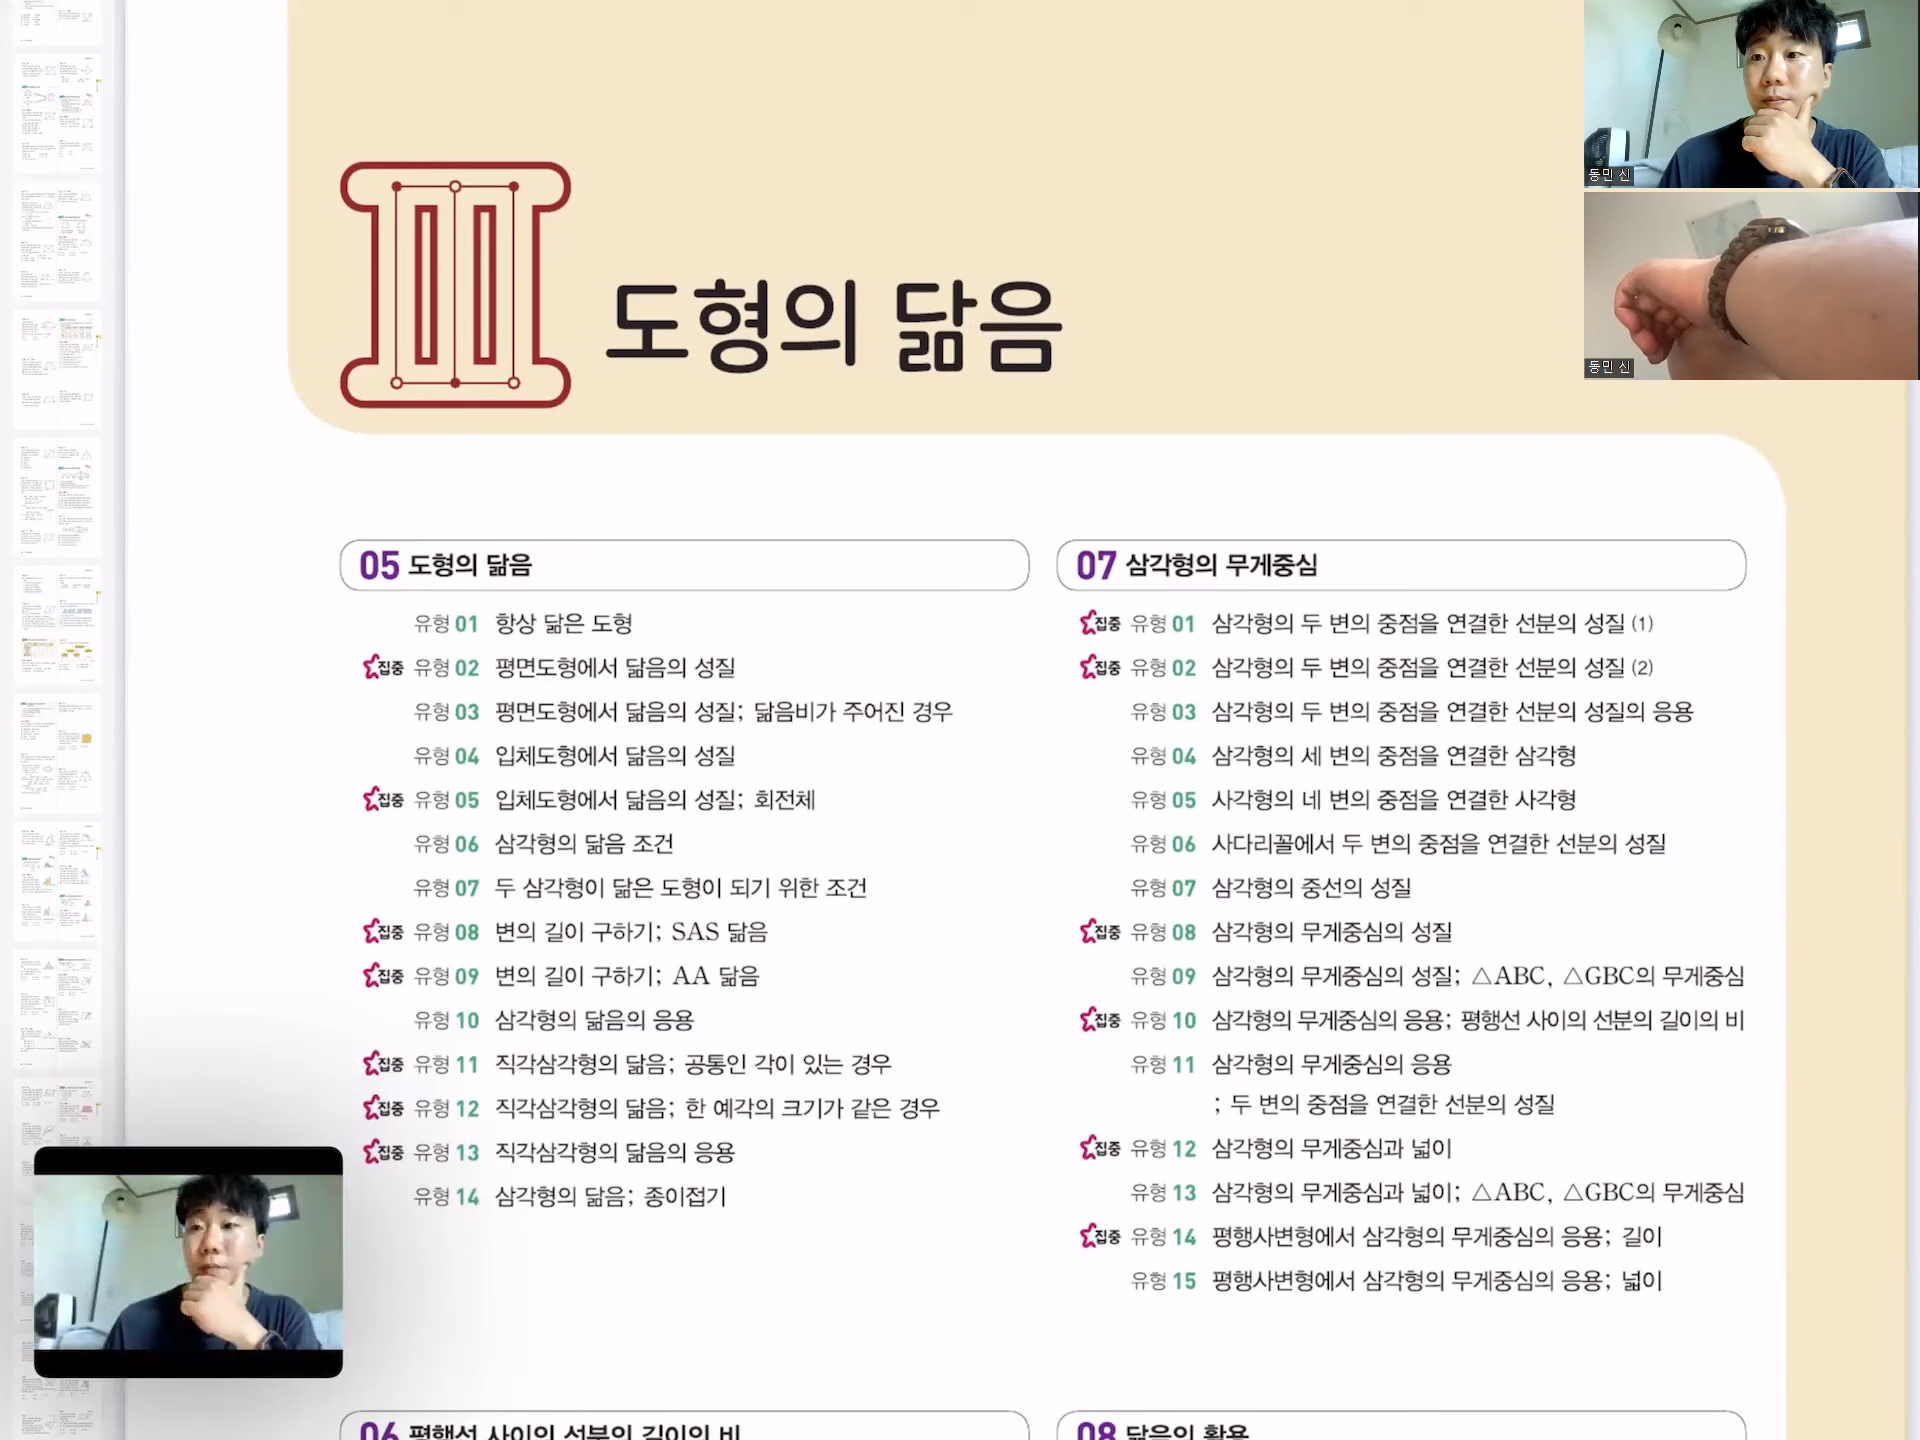 Ⅲ 도형의 닮음
05 도형의 닮음
유형 01 항상 닮은 도형
집중 유형 02 평면도형에서 닮음의 성질
유형 03 평면도형에서 닮음의 성질; 닮음비가 주어진 경우
유형 04 입체도형에서 닮음의 성질
집중 유형 05 입체도형에서 닮음의 성질; 회전체
유형 06 삼각형의 닮음 조건
유형 07 두 삼각형이 닮은 도형이 되기 위한 조건
집중 유형 08 변의 길이 구하기; SAS 닮음
집중 유형 09 변의 길이 구하기; AA 닮음
유형 10 삼각형의 닮음의 응용
집중 유형 11 직각삼각형의 닮음; 공통인 각이 있는 경우
집중 유형 12 직각삼각형의 닮음; 한 예각의 크기가 같은 경우
집중 유형 13 직각삼각형의 닮음의 응용
유형 14 삼각형의 닮음; 종이접기
06 평행선 사이의 선분의 길이의 비
07 삼각형의 무게중심
집중 유형 01 삼각형의 두 변의 중점을 연결한 선분의 성질 (1)
집중 유형 02 삼각형의 두 변의 중점을 연결한 선분의 성질 (2)
유형 03 삼각형의 두 변의 중점을 연결한 선분의 성질의 응용
유형 04 삼각형의 세 변의 중점을 연결한 삼각형
유형 05 사각형의 네 변의 중점을 연결한 사각형
유형 06 사다리꼴에서 두 변의 중점을 연결한 선분의 성질
유형 07 삼각형의 중선의 성질
집중 유형 08 삼각형의 무게중심의 성질
유형 09 삼각형의 무게중심의 성질; △ABC, △GBC의 무게중심
집중 유형 10 삼각형의 무게중심의 응용; 평행선 사이의 선분의 길이의 비
유형 11 삼각형의 무게중심의 응용
; 두 변의 중점을 연결한 선분의 성질
집중 유형 12 삼각형의 무게중심과 넓이
유형 13 삼각형의 무게중심과 넓이; △ABC, △GBC의 무게중심
집중 유형 14 평행사변형에서 삼각형의 무게중심의 응용; 길이
유형 15 평행사변형에서 삼각형의 무게중심의 응용; 넓이
08 닮음의 활용
동민 신
동민 신